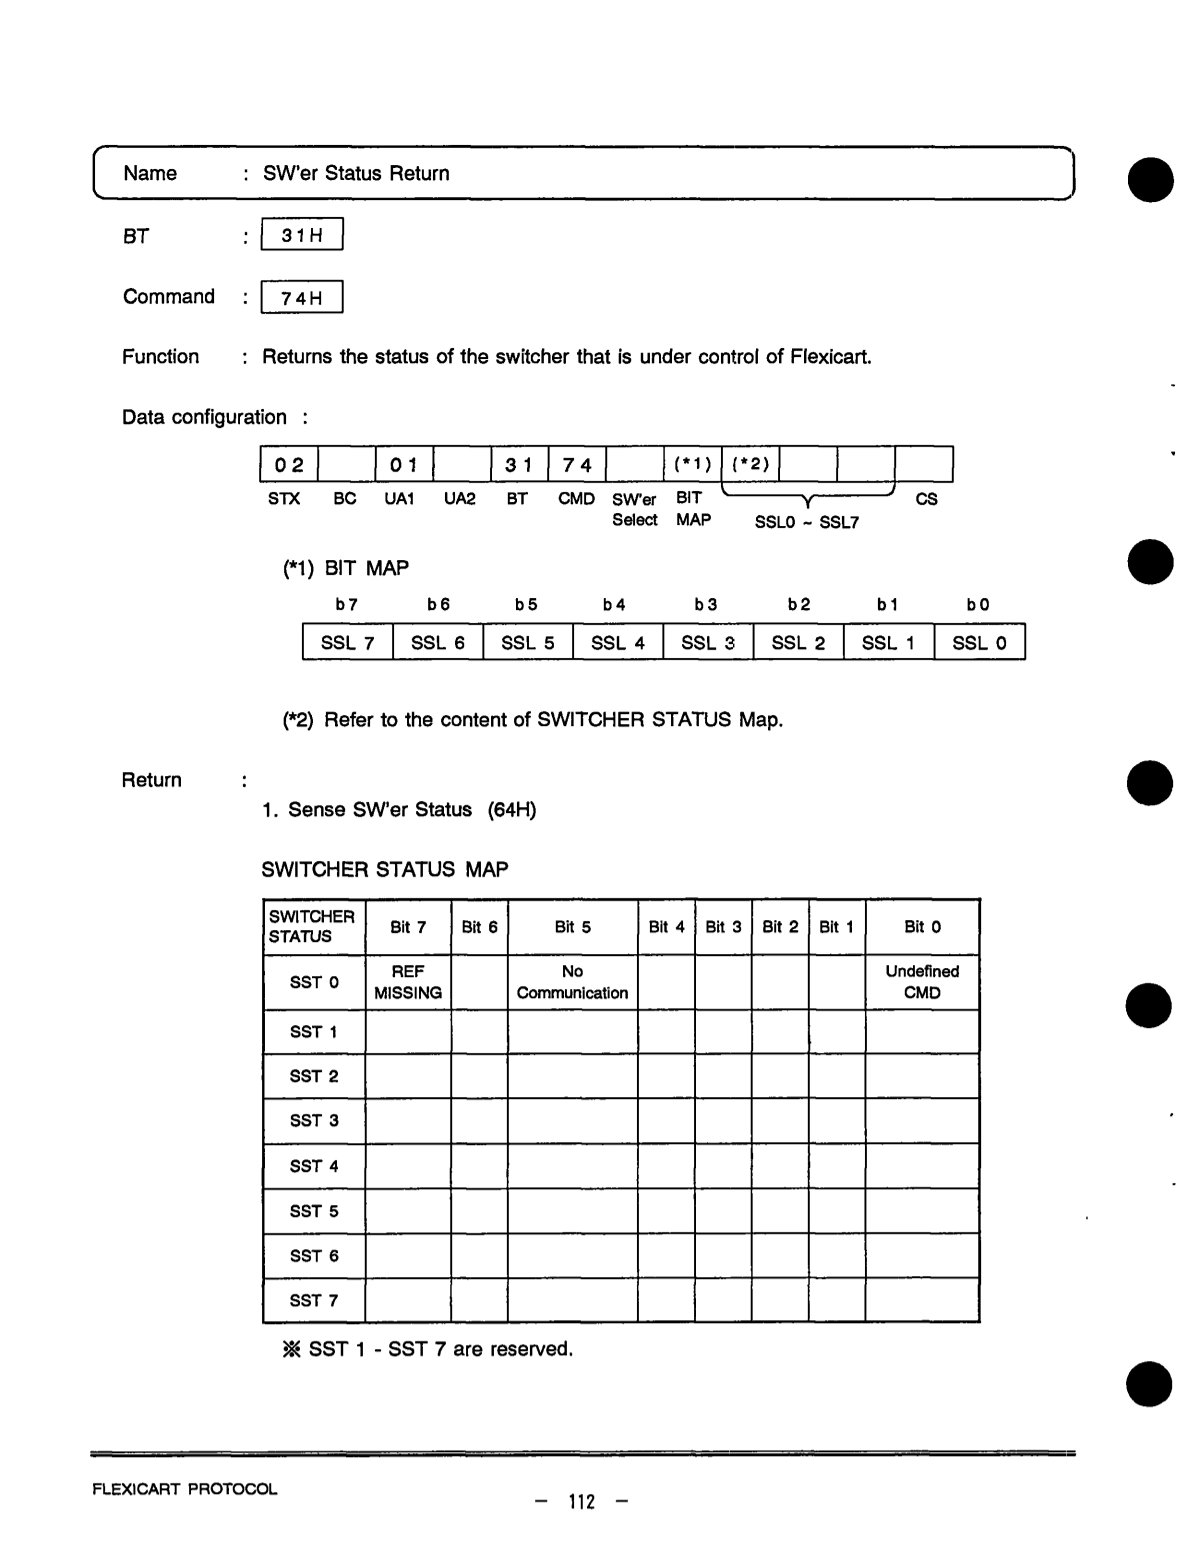 Name : SW'er Status Return
BT : 31H
Command : 74H
Function : Returns the status of the switcher that is under control of Flexicart.
Data configuration :
02 01 31 74 (*1) (*2)
STX BC UA1 UA2 BT CMD SW'er BIT CS
Select MAP SSL0 ~ SSL7
(*1) BIT MAP
b7 b6 b5 b4 b3 b2 b1 b0
SSL 7 SSL 6 SSL 5 SSL 4 SSL 3 SSL 2 SSL 1 SSL 0
(*2) Refer to the content of SWITCHER STATUS Map.
Return :
1. Sense SW'er Status (64H)
SWITCHER STATUS MAP
SWITCHER
STATUS Bit 7 Bit 6 Bit 5 Bit 4 Bit 3 Bit 2 Bit 1 Bit 0
SST 0 REF No Undefined
MISSING Communication CMD
SST 1
SST 2
SST 3
SST 4
SST 5
SST 6
SST 7
※ SST 1 - SST 7 are reserved.
FLEXICART PROTOCOL
- 112 -